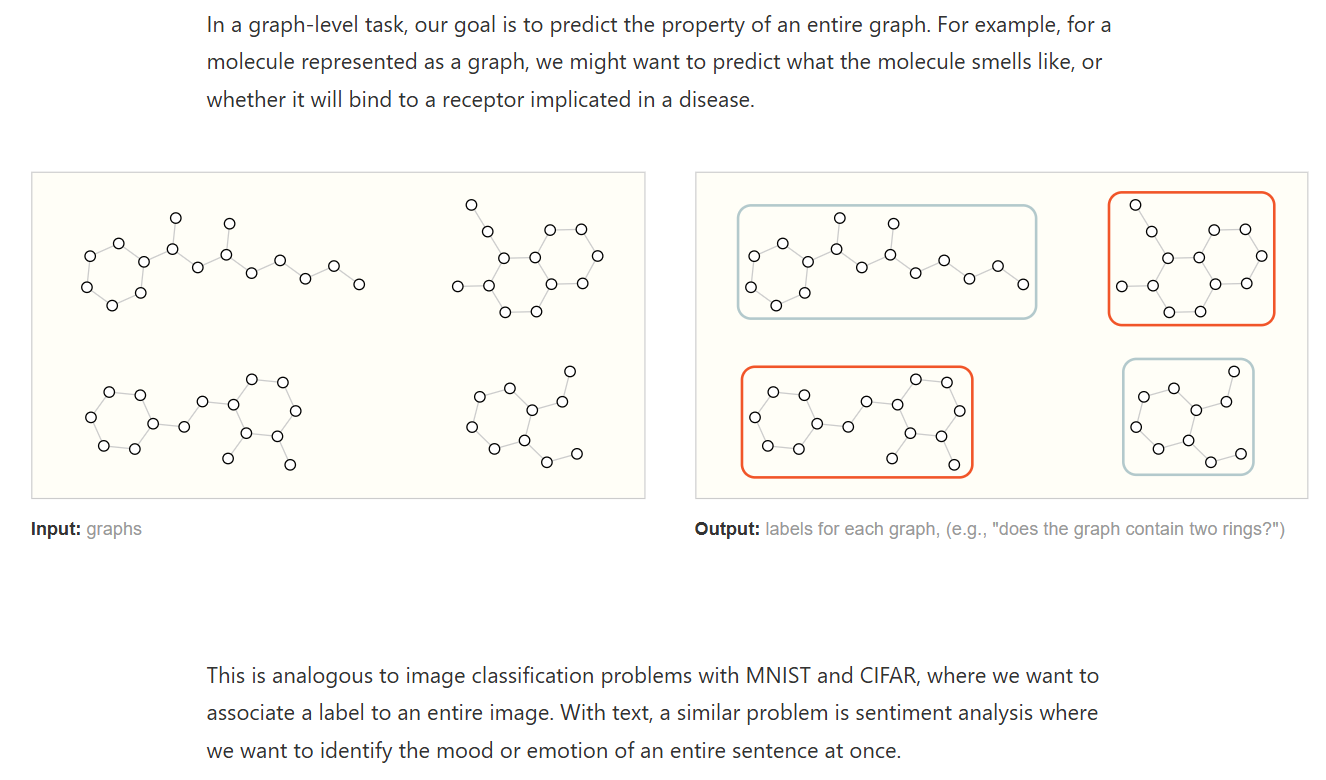 In a graph-level task, our goal is to predict the property of an entire graph. For example, for a
molecule represented as a graph, we might want to predict what the molecule smells like, or
whether it will bind to a receptor implicated in a disease.
Input: graphs
Output: labels for each graph, (e.g., "does the graph contain two rings?")
This is analogous to image classification problems with MNIST and CIFAR, where we want to
associate a label to an entire image. With text, a similar problem is sentiment analysis where
we want to identify the mood or emotion of an entire sentence at once.